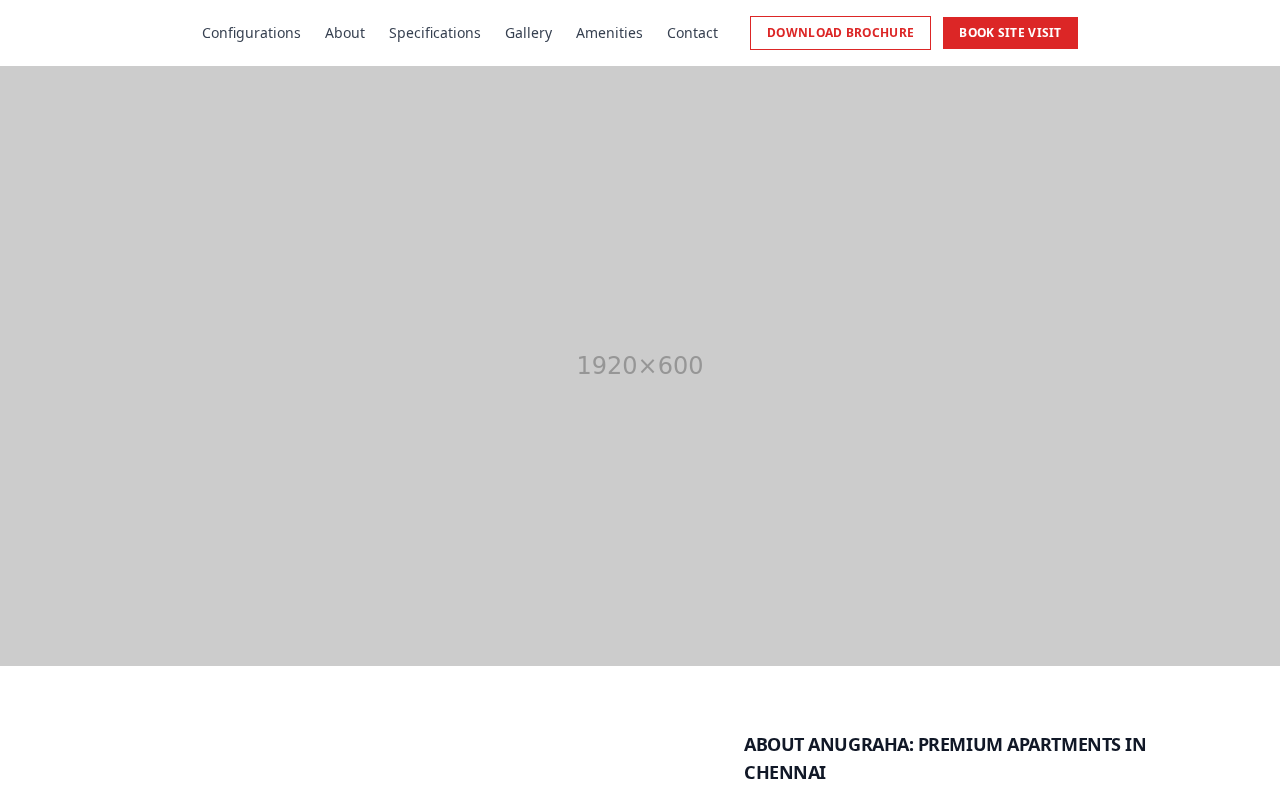 Configurations About Specifications Gallery Amenities Contact DOWNLOAD BROCHURE BOOK SITE VISIT
1920×600
ABOUT ANUGRAHA: PREMIUM APARTMENTS IN
CHENNAI